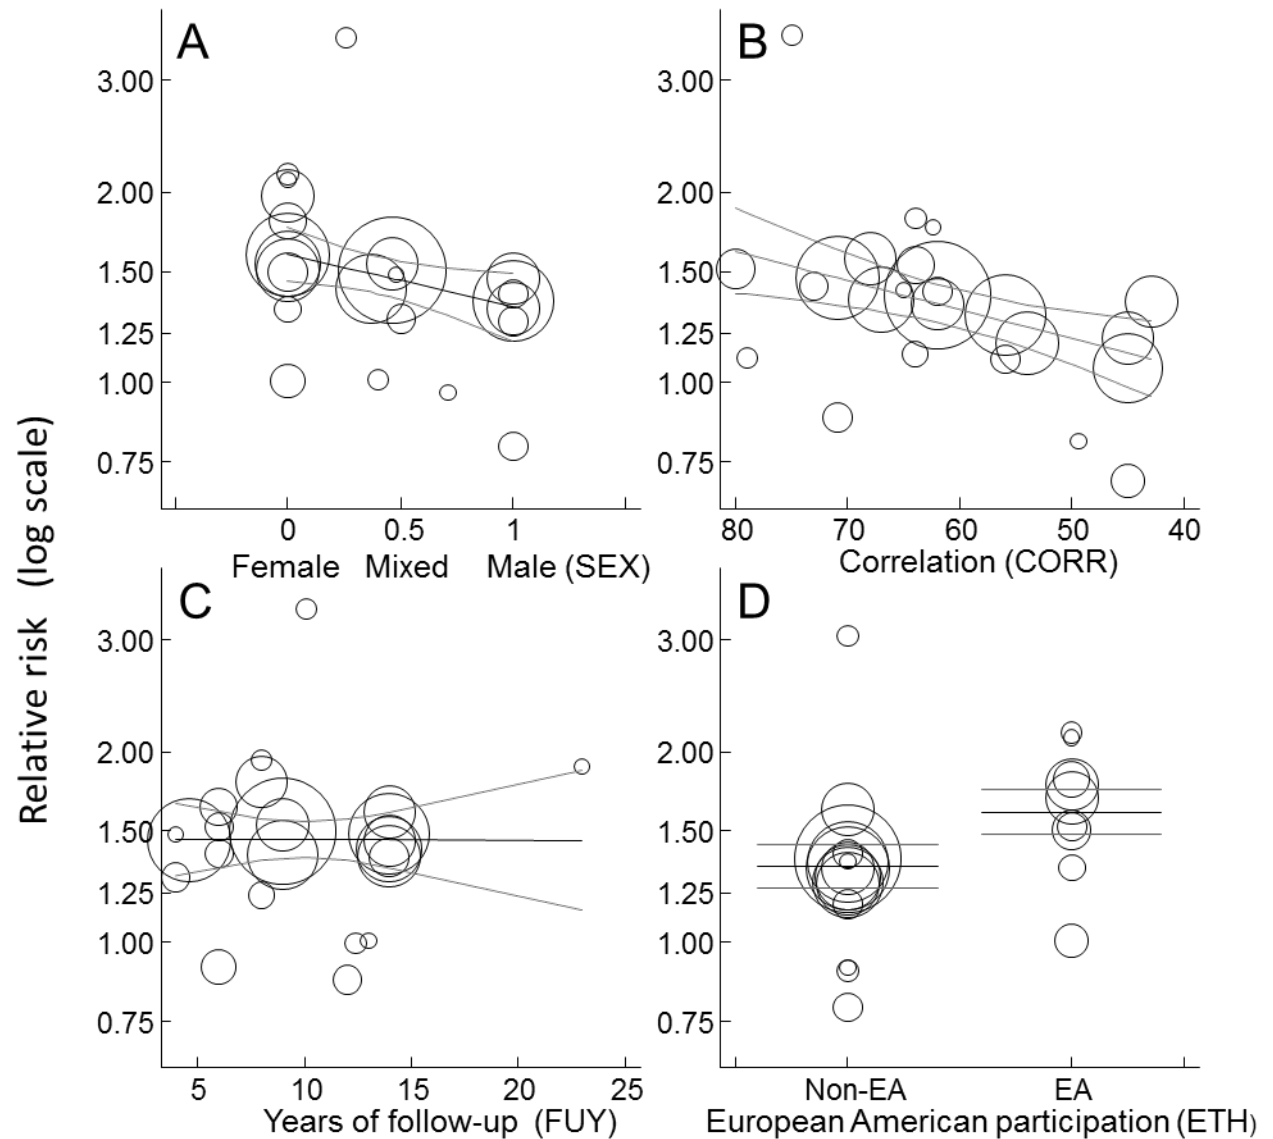 A
3.00
2.00
1.50
1.25
1.00
0.75
0 0.5 1
Female Mixed Male (SEX)
B
3.00
2.00
1.50
1.25
1.00
0.75
80 70 60 50 40
Correlation (CORR)
Relative risk (log scale)
C
3.00
2.00
1.50
1.25
1.00
0.75
5 10 15 20 25
Years of follow-up (FUY)
D
3.00
2.00
1.50
1.25
1.00
0.75
Non-EA EA
European American participation (ETH)